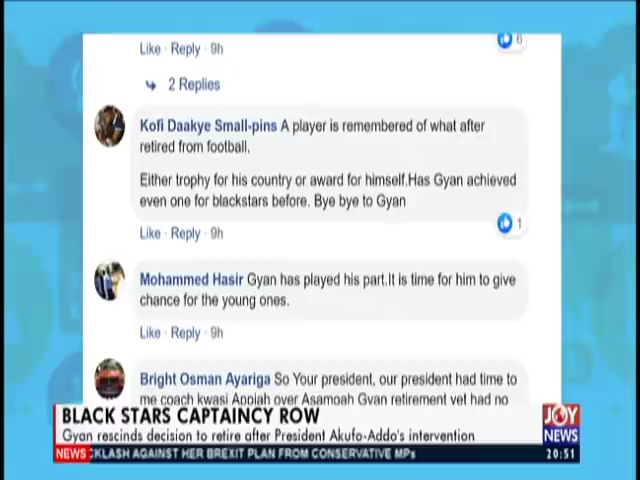 Like · Reply · 9h
6
2 Replies
Kofi Daakye Small-pins A player is remembered of what after
retired from football.
Either trophy for his country or award for himself.Has Gyan achieved
even one for blackstars before. Bye bye to Gyan
1
Like · Reply · 9h
Mohammed Hasir Gyan has played his part.It is time for him to give
chance for the young ones.
Like · Reply · 9h
Bright Osman Ayariga So Your president, our president had time to
me coach kwasi Appiah over Asamoah Gyan retirement yet had no
BLACK STARS CAPTAINCY ROW
Gyan rescinds decision to retire after President Akufo-Addo's intervention
JOY
NEWS
NEWS CKLASH AGAINST HER BREXIT PLAN FROM CONSERVATIVE MPs
20:51